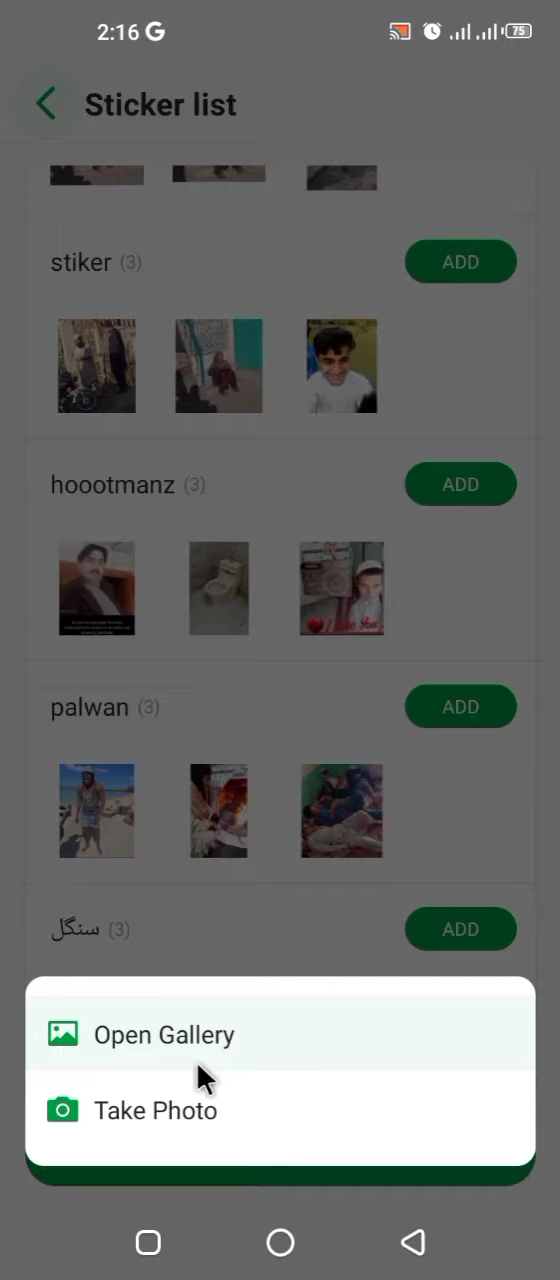 2:16 G
75
Sticker list
stiker (3)
ADD
hoootmanz (3)
ADD
palwan (3)
ADD
سنگل (3)
ADD
Open Gallery
Take Photo